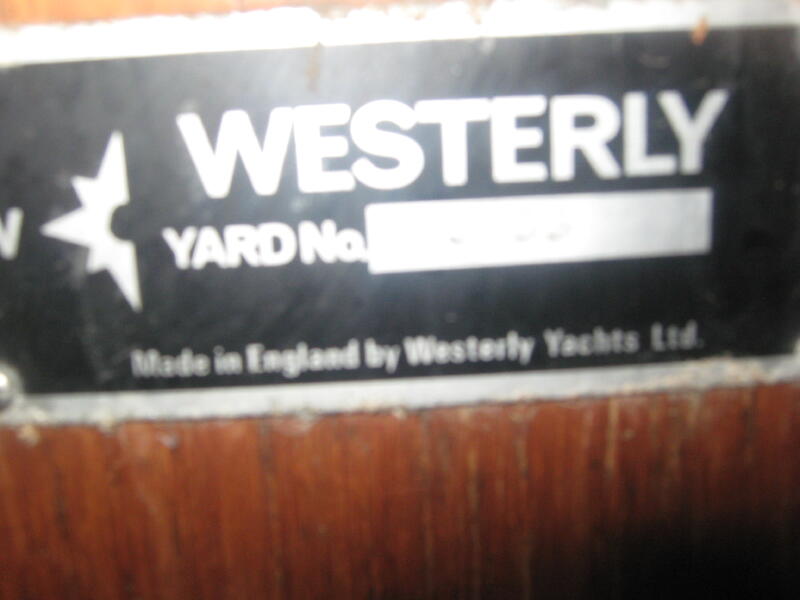 WESTERLY
W
YARD No.
Made in England by Westerly Yachts Ltd.